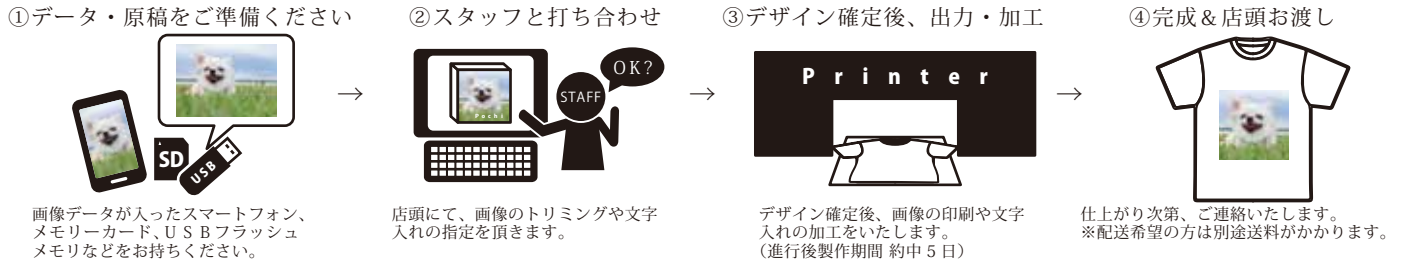 ①データ・原稿をご準備ください
SD
USB
画像データが入ったスマートフォン、
メモリーカード、ＵＳＢフラッシュ
メモリなどをお持ちください。
→
②スタッフと打ち合わせ
OK?
STAFF
Pochi
店頭にて、画像のトリミングや文字
入れの指定を頂きます。
→
③デザイン確定後、出力・加工
Printer
デザイン確定後、画像の印刷や文字
入れの加工をいたします。
（進行後製作期間 約中５日）
→
④完成＆店頭お渡し
仕上がり次第、ご連絡いたします。
※配送希望の方は別途送料がかかります。